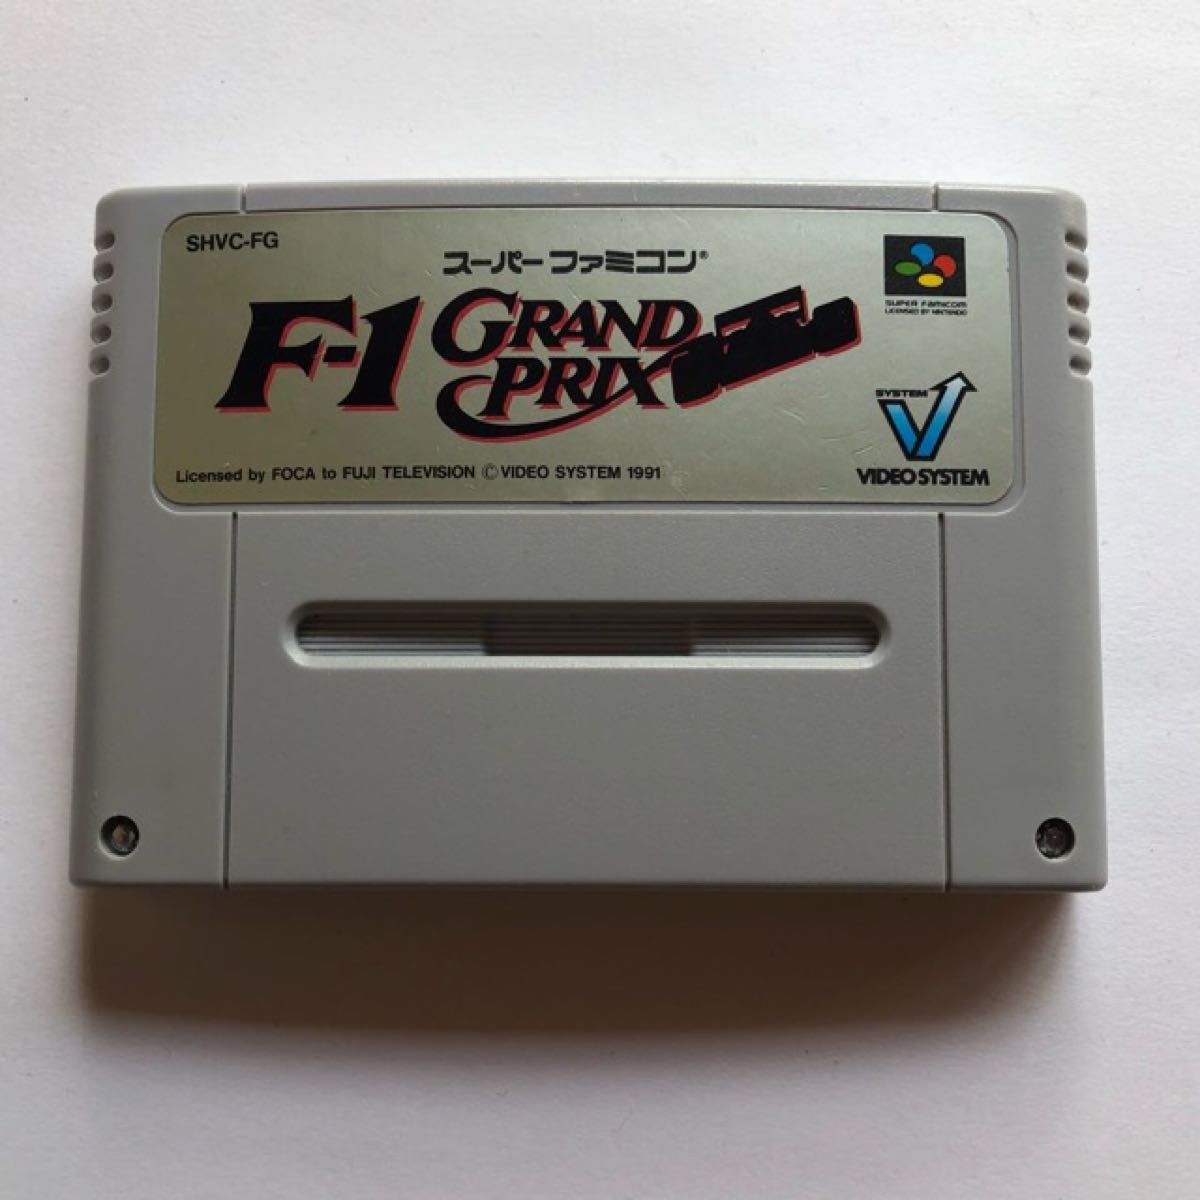 SHVC-FG
スーパーファミコン®
F-1 GRAND PRIX
SUPER FAMICOM
LICENSED BY NINTENDO
SYSTEM
V
VIDEO SYSTEM
Licensed by FOCA to FUJI TELEVISION © VIDEO SYSTEM 1991